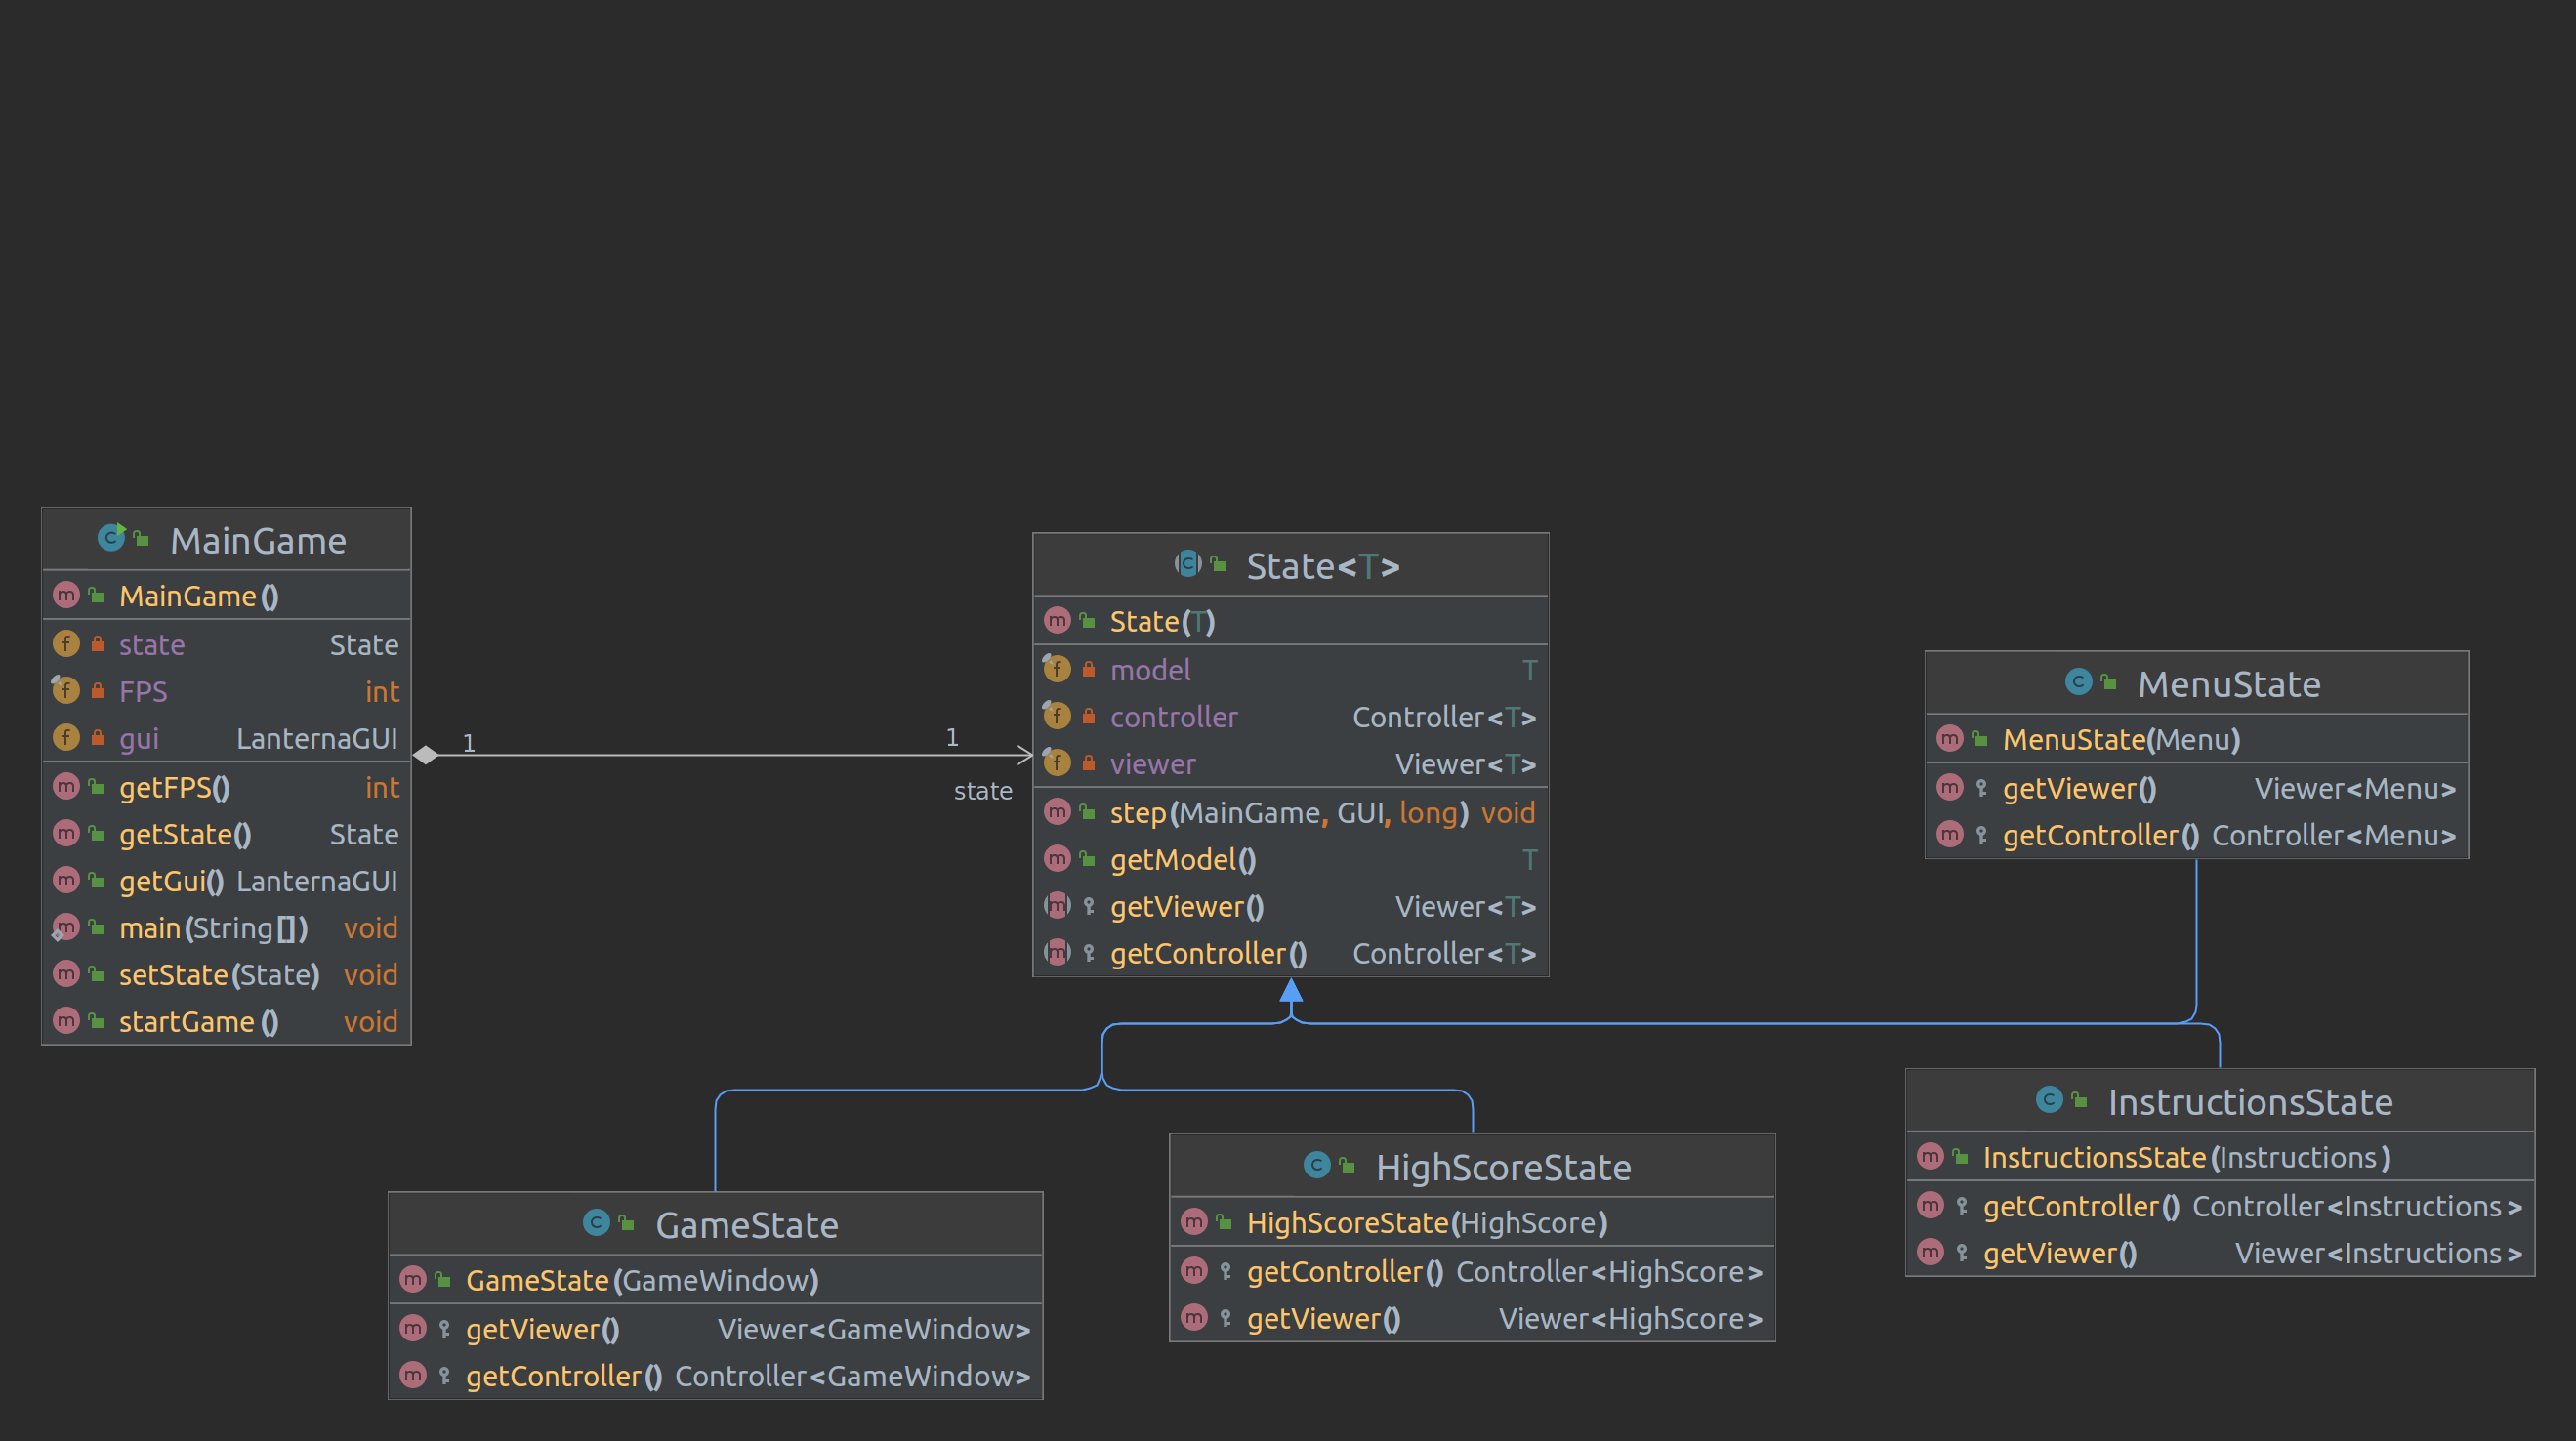 MainGame
MainGame()
state State
FPS int
gui LanternaGUI
getFPS() int
getState() State
getGui() LanternaGUI
main(String[]) void
setState(State) void
startGame() void
1
1
state
State<T>
State(T)
model T
controller Controller<T>
viewer Viewer<T>
step(MainGame, GUI, long) void
getModel() T
getViewer() Viewer<T>
getController() Controller<T>
MenuState
MenuState(Menu)
getViewer() Viewer<Menu>
getController() Controller<Menu>
GameState
GameState(GameWindow)
getViewer() Viewer<GameWindow>
getController() Controller<GameWindow>
HighScoreState
HighScoreState(HighScore)
getController() Controller<HighScore>
getViewer() Viewer<HighScore>
InstructionsState
InstructionsState(Instructions)
getController() Controller<Instructions>
getViewer() Viewer<Instructions>